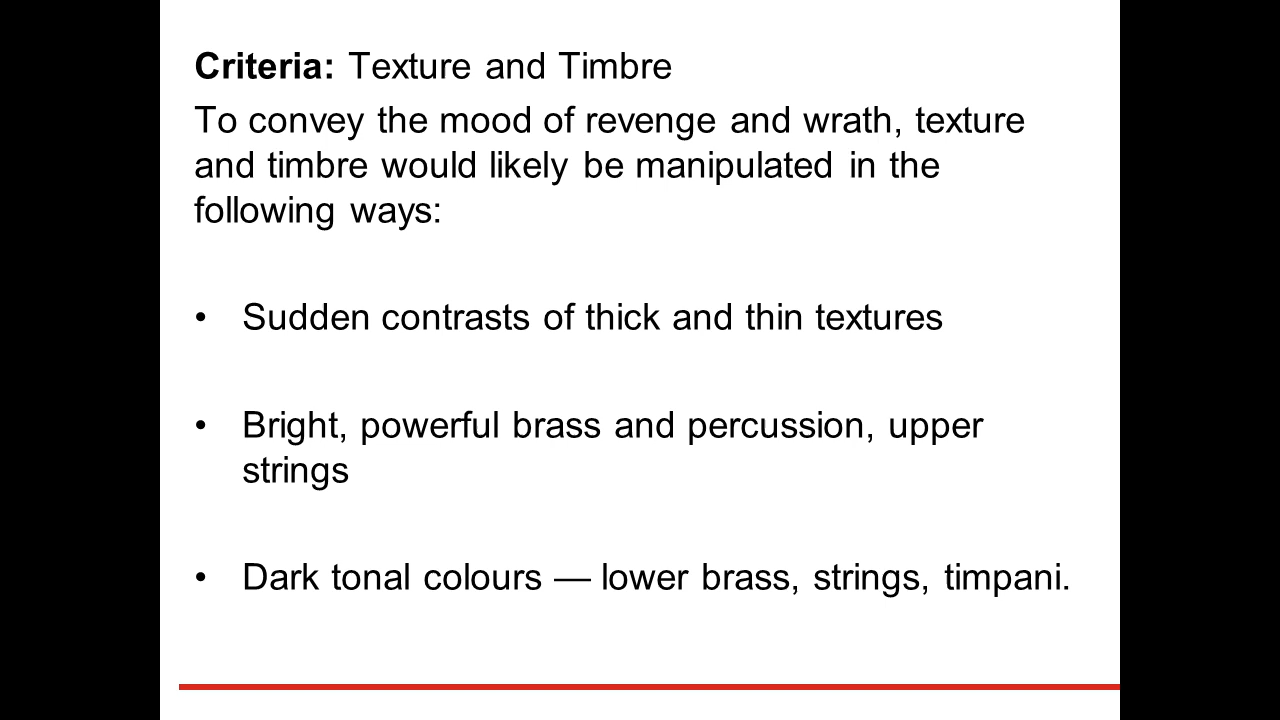 Criteria: Texture and Timbre
To convey the mood of revenge and wrath, texture
and timbre would likely be manipulated in the
following ways:
• Sudden contrasts of thick and thin textures
• Bright, powerful brass and percussion, upper
strings
• Dark tonal colours — lower brass, strings, timpani.